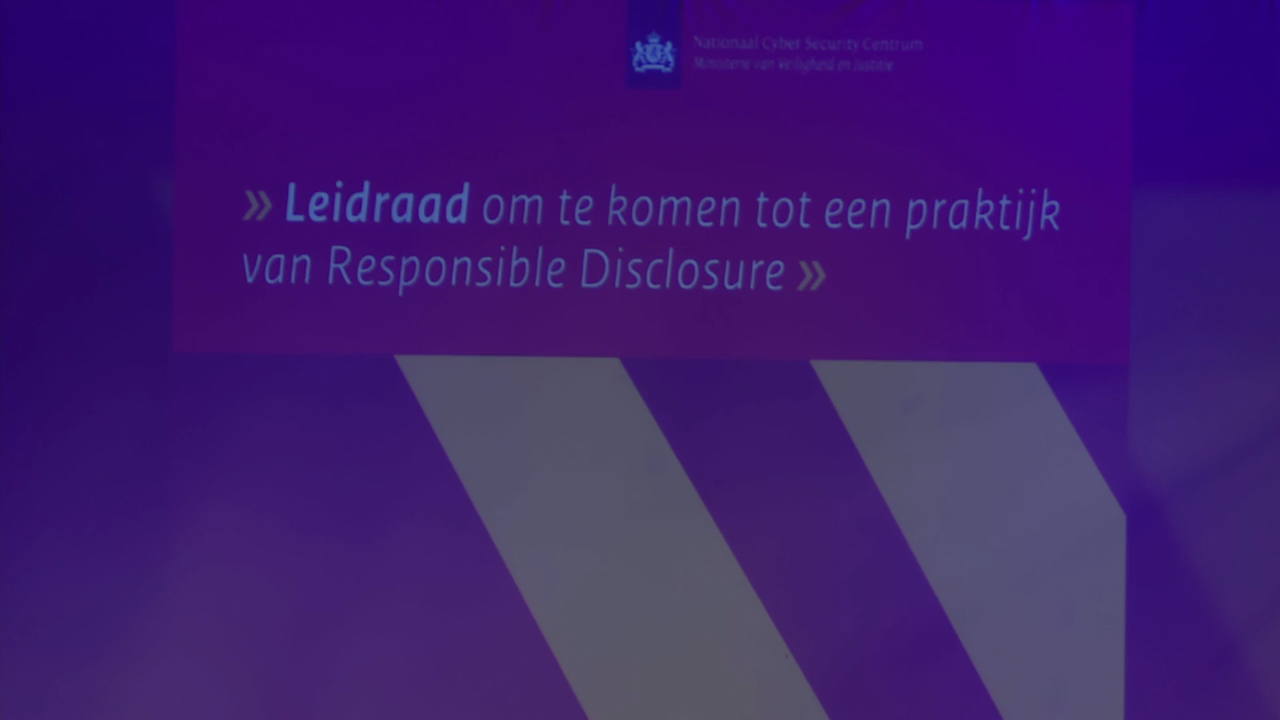 Nationaal Cyber Security Centrum
Ministerie van Veiligheid en Justitie
» Leidraad om te komen tot een praktijk
van Responsible Disclosure »